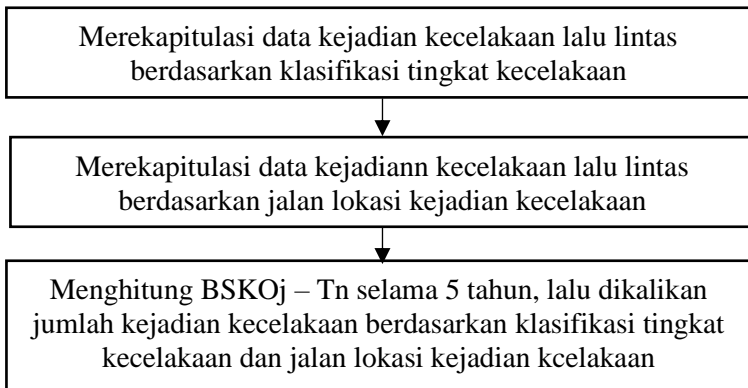 Merekapitulasi data kejadian kecelakaan lalu lintas
berdasarkan klasifikasi tingkat kecelakaan
Merekapitulasi data kejadiann kecelakaan lalu lintas
berdasarkan jalan lokasi kejadian kecelakaan
Menghitung BSKOj – Tn selama 5 tahun, lalu dikalikan
jumlah kejadian kecelakaan berdasarkan klasifikasi tingkat
kecelakaan dan jalan lokasi kejadian kcelakaan